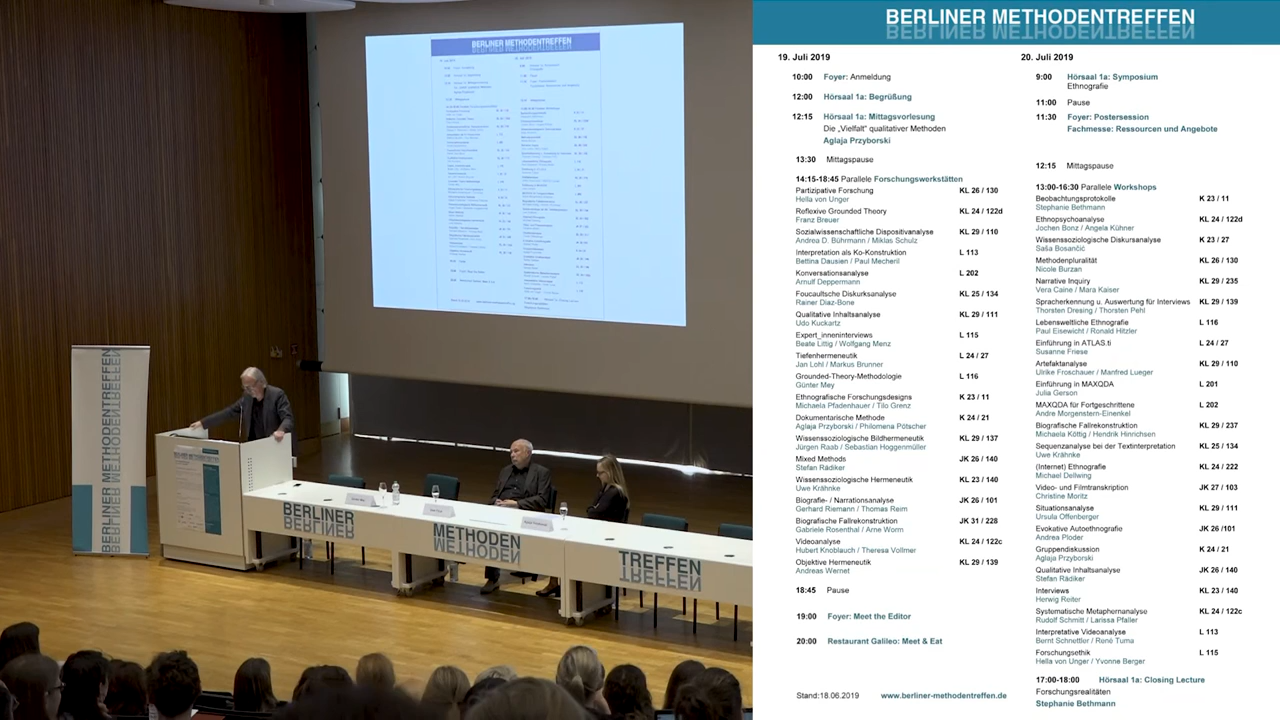 BERLINER METHODENTREFFEN
BERLINER METHODENTREFFEN
BERLINER
METHODEN
TREFFEN
BERLINER METHODENTREFFEN
19. Juli 2019
10:00 Foyer: Anmeldung
12:00 Hörsaal 1a: Begrüßung
12:15 Hörsaal 1a: Mittagsvorlesung
Die „Vielfalt" qualitativer Methoden
Aglaja Przyborski
13:30 Mittagspause
14:15-18:45 Parallele Forschungswerkstätten
Partizipative Forschung KL 26 / 130
Hella von Unger
Reflexive Grounded Theory KL 24 / 122d
Franz Breuer
Sozialwissenschaftliche Dispositivanalyse KL 29 / 110
Andrea D. Bührmann / Miklas Schulz
Interpretation als Ko-Konstruktion L 113
Bettina Dausien / Paul Mecheril
Konversationsanalyse L 202
Arnulf Deppermann
Foucaultsche Diskurksanalyse KL 25 / 134
Rainer Diaz-Bone
Qualitative Inhaltsanalyse KL 29 / 111
Udo Kuckartz
Expert_inneninterviews L 115
Beate Littig / Wolfgang Menz
Tiefenhermeneutik L 24 / 27
Jan Lohl / Markus Brunner
Grounded-Theory-Methodologie L 116
Günter Mey
Ethnografische Forschungsdesigns K 23 / 11
Michaela Pfadenhauer / Tilo Grenz
Dokumentarische Methode K 24 / 21
Aglaja Przyborski / Philomena Pötscher
Wissenssoziologische Bildhermeneutik KL 29 / 137
Jürgen Raab / Sebastian Hoggenmüller
Mixed Methods JK 26 / 140
Stefan Rädiker
Wissenssoziologische Hermeneutik KL 23 / 140
Uwe Krähnke
Biografie- / Narrationsanalyse JK 26 / 101
Gerhard Riemann / Thomas Reim
Biografische Fallrekonstruktion JK 31 / 228
Gabriele Rosenthal / Arne Worm
Videoanalyse KL 24 / 122c
Hubert Knoblauch / Theresa Vollmer
Objektive Hermeneutik KL 29 / 139
Andreas Wernet
18:45 Pause
19:00 Foyer: Meet the Editor
20:00 Restaurant Galileo: Meet & Eat
Stand:18.06.2019 www.berliner-methodentreffen.de
20. Juli 2019
9:00 Hörsaal 1a: Symposium
Ethnografie
11:00 Pause
11:30 Foyer: Postersession
Fachmesse: Ressourcen und Angebote
12:15 Mittagspause
13:00-16:30 Parallele Workshops
Beobachtungsprotokolle K 23 / 11
Stephanie Bethmann
Ethnopsychoanalyse KL 24 / 122d
Jochen Bonz / Angela Kühner
Wissensoziologische Diskursanalyse K 23 / 27
Saša Bosančić
Methodenpluralität KL 26 / 130
Nicole Burzan
Narrative Inquiry KL 29 / 235
Vera Caine / Mara Kaiser
Spracherkennung u. Auswertung für Interviews KL 29 / 139
Thorsten Dresing / Thorsten Pehl
Lebensweltliche Ethnografie L 116
Paul Eisewicht / Ronald Hitzler
Einführung in ATLAS.ti L 24 / 27
Susanne Friese
Artefaktanalyse KL 29 / 110
Ulrike Froschauer / Manfred Lueger
Einführung in MAXQDA L 201
Julia Gerson
MAXQDA für Fortgeschrittene L 202
Andre Morgenstern-Einenkel
Biografische Fallrekonstruktion KL 29 / 237
Michaela Köttig / Hendrik Hinrichsen
Sequenzanalyse bei der Textinterpretation KL 25 / 134
Uwe Krähnke
(Internet) Ethnografie KL 24 / 222
Michael Dellwing
Video- und Filmtranskription JK 27 / 103
Christine Moritz
Situationsanalyse KL 29 / 111
Ursula Offenberger
Evokative Autoethnografie JK 26 /101
Andrea Ploder
Gruppendiskussion K 24 / 21
Aglaja Przyborski
Qualitative Inhaltsanalyse JK 26 / 140
Stefan Rädiker
Interviews KL 23 / 140
Herwig Reiter
Systematische Metaphernanalyse KL 24 / 122c
Rudolf Schmitt / Larissa Pfaller
Interpretative Videoanalyse L 113
Bernt Schnettler / René Tuma
Forschungsethik L 115
Hella von Unger / Yvonne Berger
17:00-18:00 Hörsaal 1a: Closing Lecture
Forschungsrealitäten
Stephanie Bethmann